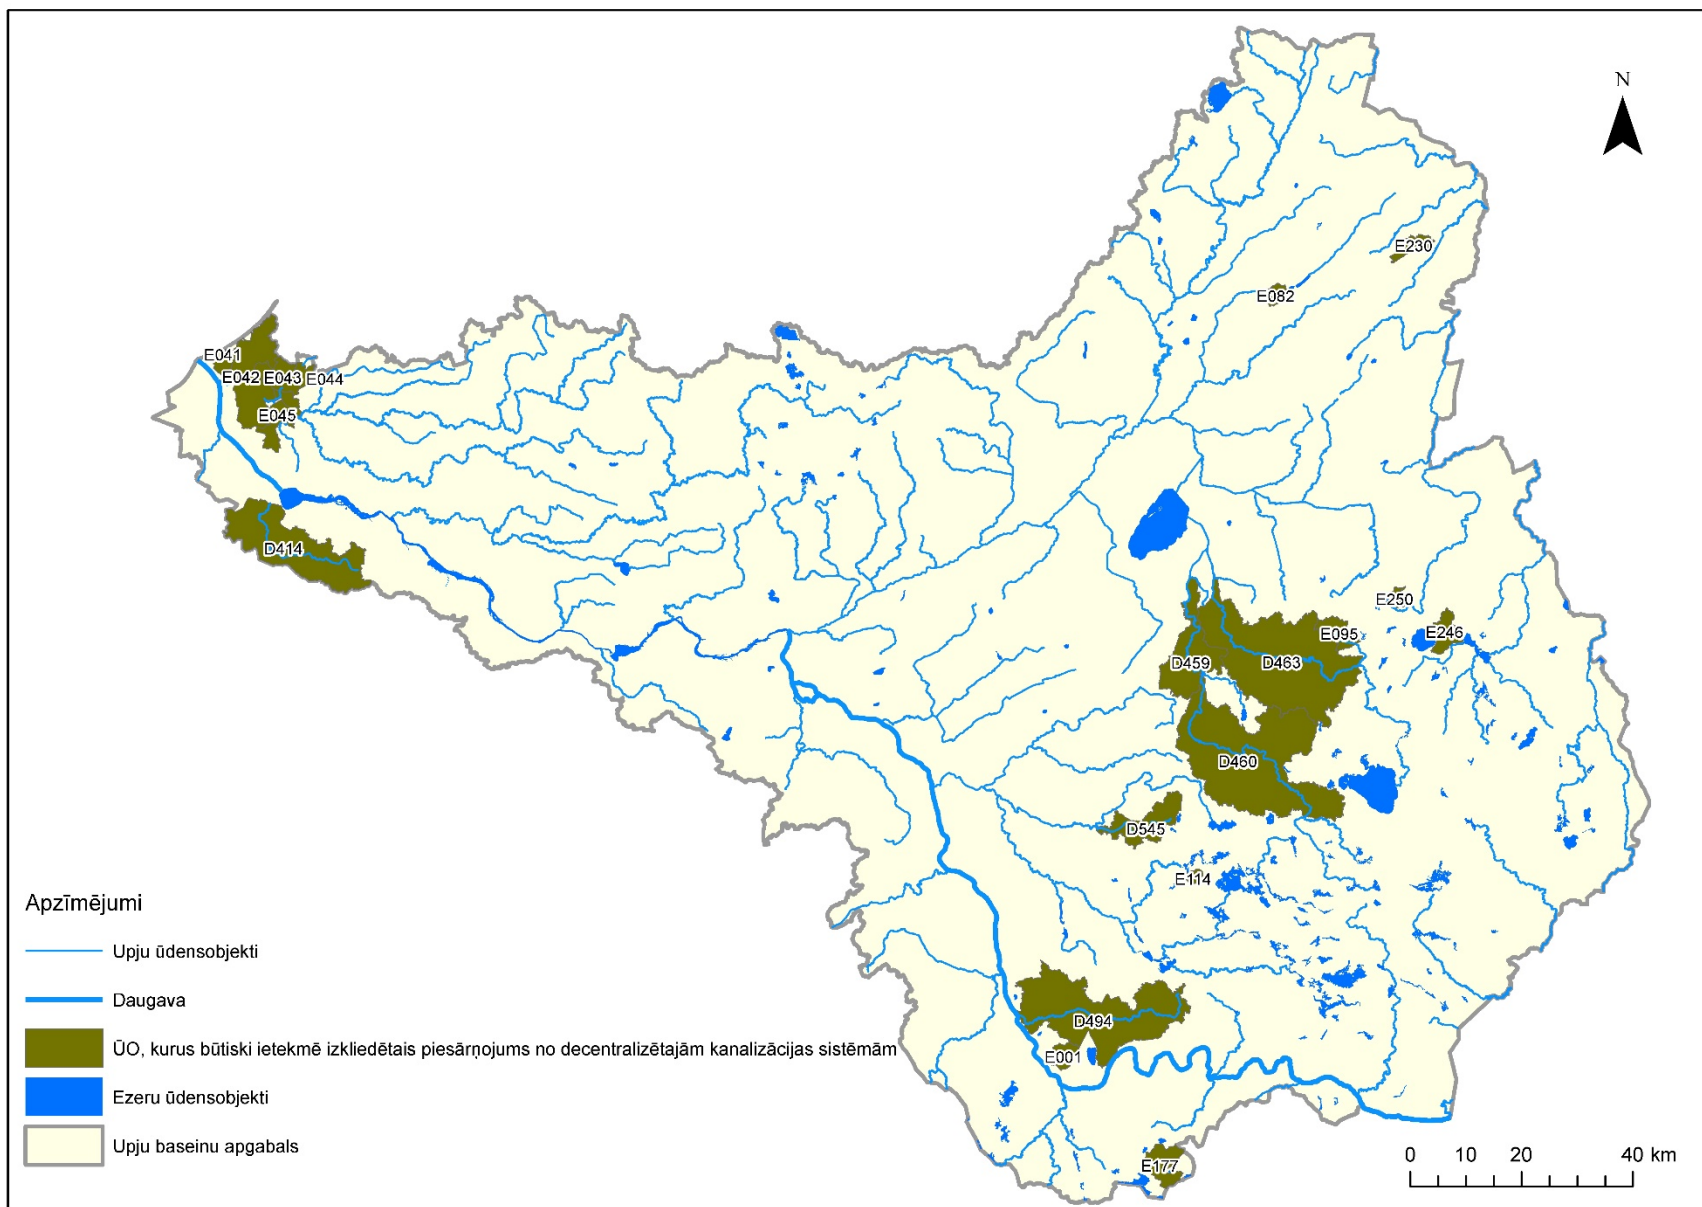 N
E230
E082
E041
E042
E043
E044
E045
D414
E250
E246
E095
D459
D463
D460
D545
E114
D494
E001
E177
Apzīmējumi
Upju ūdensobjekti
Daugava
ŪO, kurus būtiski ietekmē izkliedētais piesārņojums no decentralizētajām kanalizācijas sistēmām
Ezeru ūdensobjekti
Upju baseinu apgabals
0 10 20 40 km